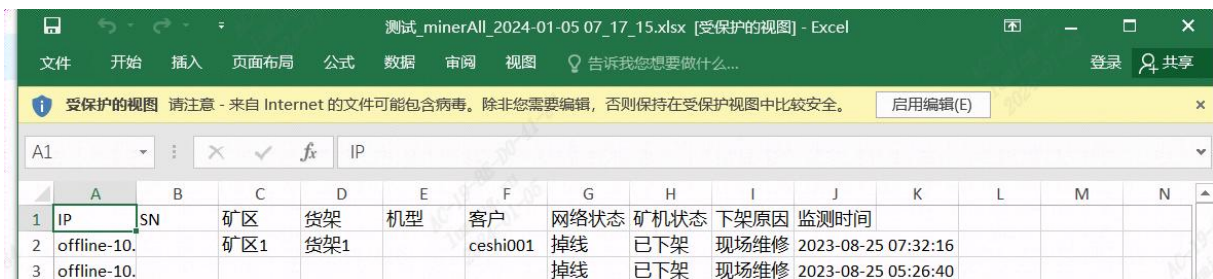 测试_minerAll_2024-01-05 07_17_15.xlsx [受保护的视图] - Excel
文件 开始 插入 页面布局 公式 数据 审阅 视图 告诉我您想要做什么... 登录 共享
受保护的视图 请注意 - 来自 Internet 的文件可能包含病毒。除非您需要编辑，否则保持在受保护视图中比较安全。 启用编辑(E)
A1 fx IP
A B C D E F G H I J K L M N
1 IP SN 矿区 货架 机型 客户 网络状态 矿机状态 下架原因 监测时间
2 offline-10. 矿区1 货架1 ceshi001 掉线 已下架 现场维修 2023-08-25 07:32:16
3 offline-10. 掉线 已下架 现场维修 2023-08-25 05:26:40